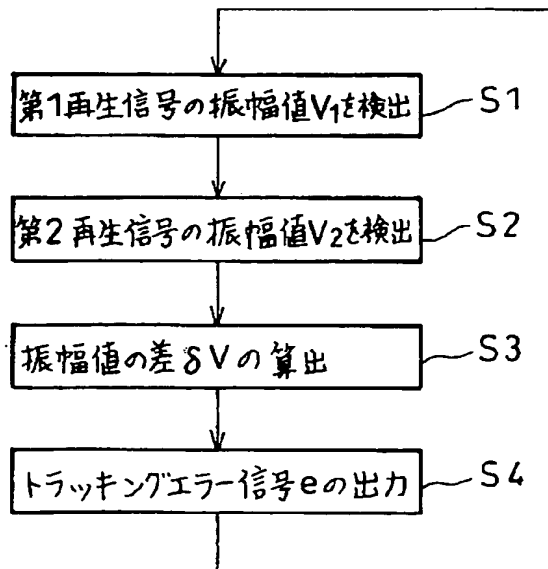 第1再生信号の振幅値V₁を検出
S1
第2再生信号の振幅値V₂を検出
S2
振幅値の差δVの算出
S3
トラッキングエラー信号eの出力
S4